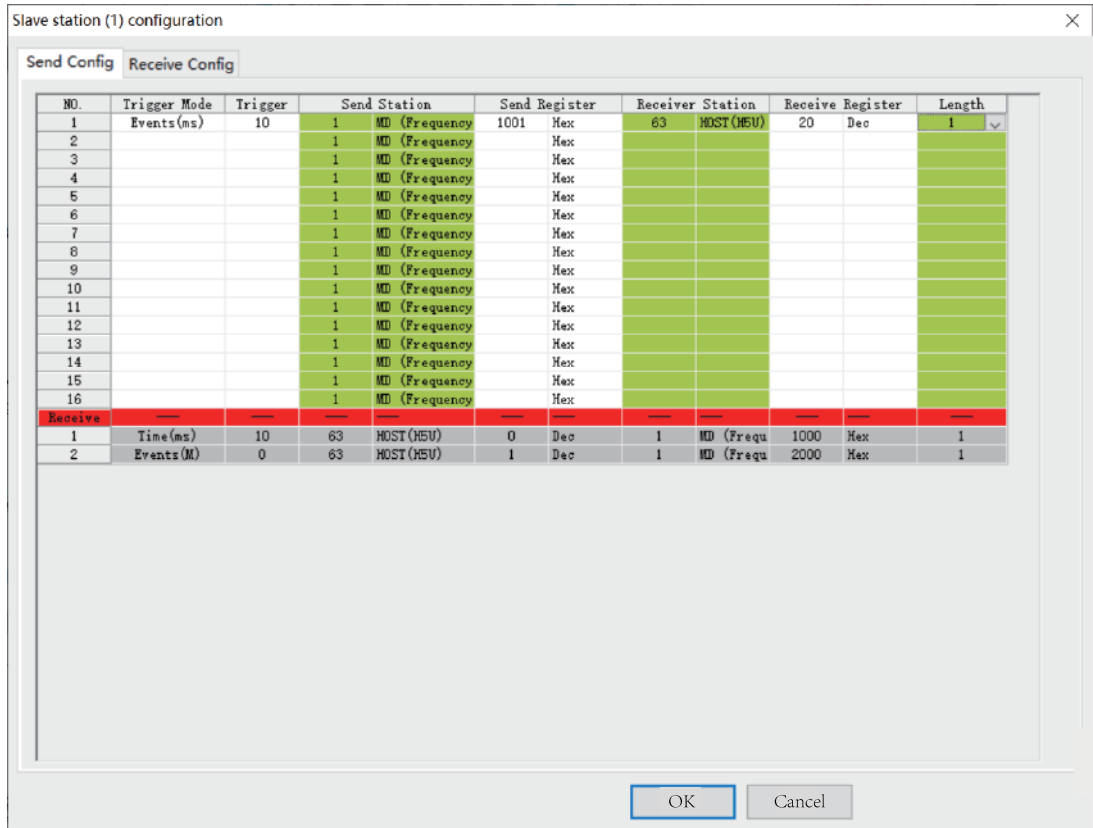 Slave station (1) configuration
Send Config Receive Config
NO. Trigger Mode Trigger Send Station Send Register Receiver Station Receive Register Length
1 Events(ms) 10 1 MD (Frequency 1001 Hex 63 HOST(H5U) 20 Dec 1
2 1 MD (Frequency Hex
3 1 MD (Frequency Hex
4 1 MD (Frequency Hex
5 1 MD (Frequency Hex
6 1 MD (Frequency Hex
7 1 MD (Frequency Hex
8 1 MD (Frequency Hex
9 1 MD (Frequency Hex
10 1 MD (Frequency Hex
11 1 MD (Frequency Hex
12 1 MD (Frequency Hex
13 1 MD (Frequency Hex
14 1 MD (Frequency Hex
15 1 MD (Frequency Hex
16 1 MD (Frequency Hex
Receive — — — — — — — — — —
1 Time(ms) 10 63 HOST(H5U) 0 Dec 1 MD (Frequ 1000 Hex 1
2 Events(M) 0 63 HOST(H5U) 1 Dec 1 MD (Frequ 2000 Hex 1
OK Cancel